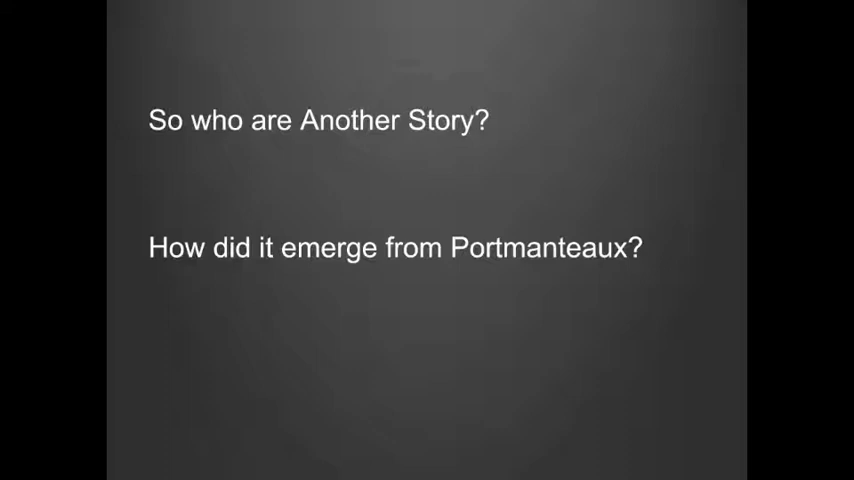 So who are Another Story?
How did it emerge from Portmanteaux?